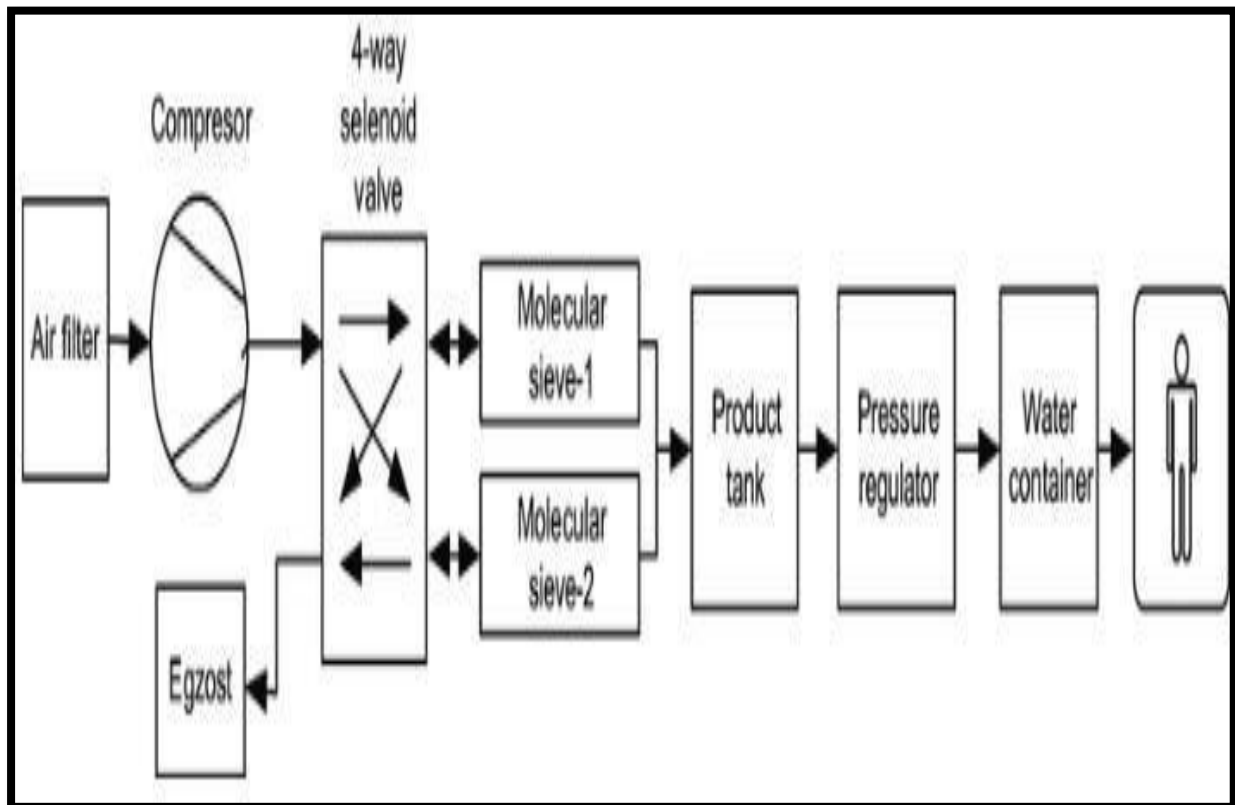 4-way
selenoid
valve
Compresor
Air filter
Molecular
sieve-1
Molecular
sieve-2
Product
tank
Pressure
regulator
Water
container
Egzost